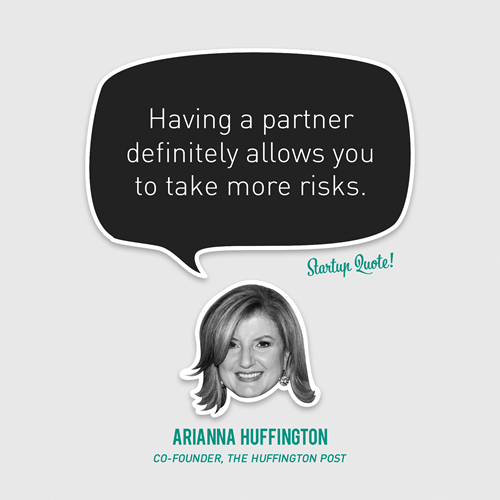 Having a partner
definitely allows you
to take more risks.
Startup Quote!
ARIANNA HUFFINGTON
CO-FOUNDER, THE HUFFINGTON POST